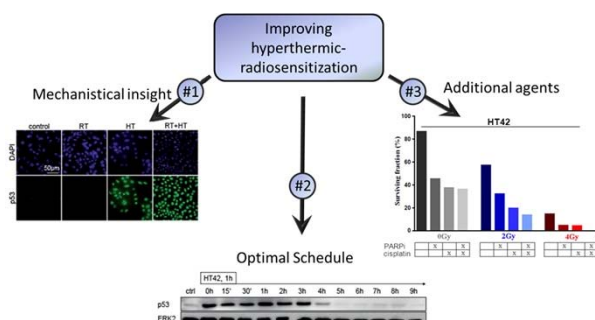 Improving
hyperthermic-
radiosensitization
#1
#2
#3
Mechanistical insight
control RT HT RT+HT
DAPI
50µm
p53
Additional agents
HT42
Surviving fraction (%)
100
80
60
40
20
0
0Gy 2Gy 4Gy
PARPi x x x x x x
cisplatin x x x x x x
Optimal Schedule
HT42, 1h
ctrl 0h 15' 30' 1h 2h 3h 4h 5h 6h 7h 8h 9h
p53
ERK2